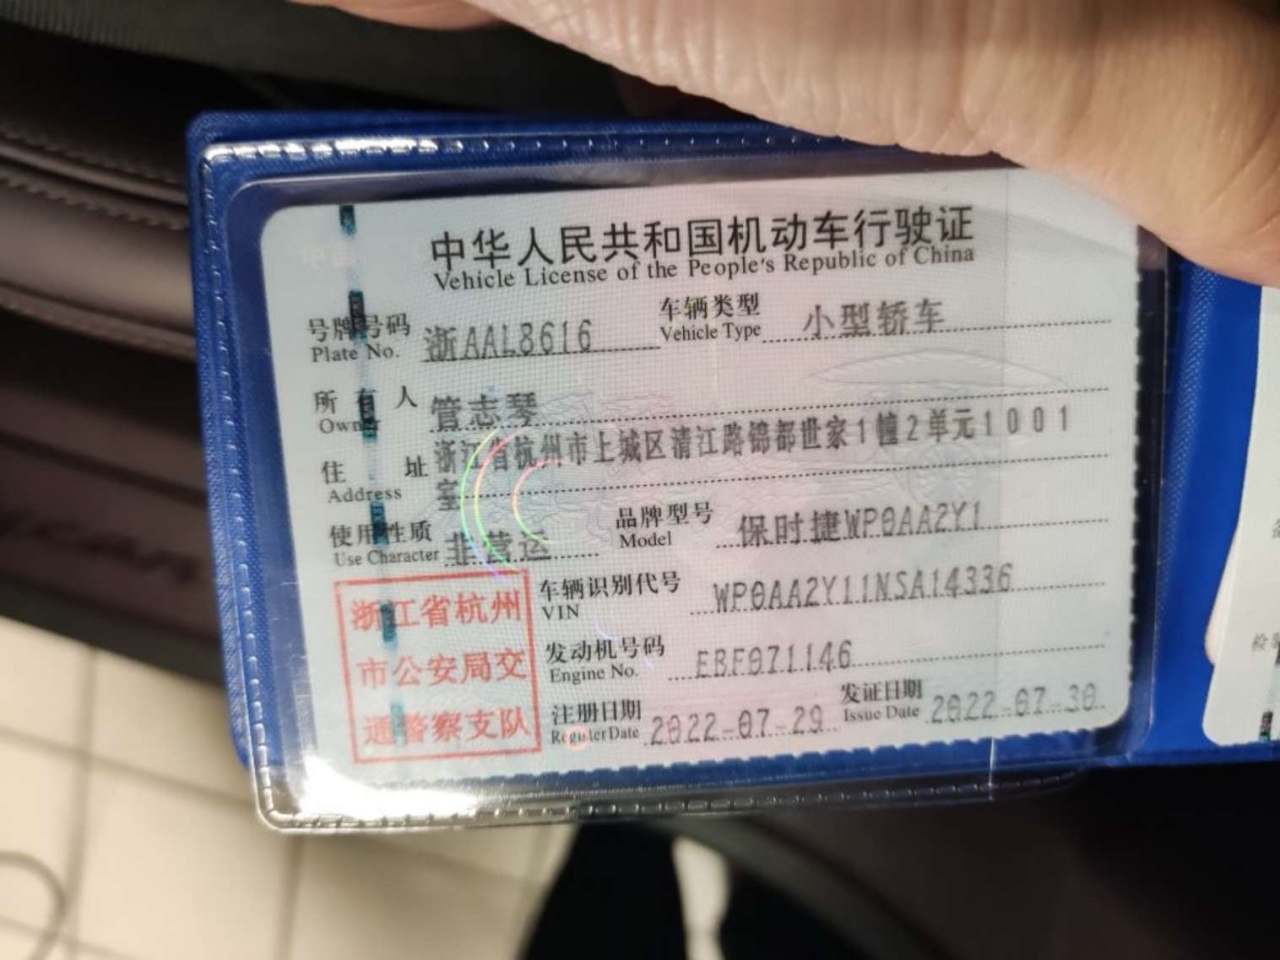 中华人民共和国机动车行驶证
Vehicle License of the People's Republic of China
号牌号码 浙AAL8616 车辆类型 小型轿车
Plate No. Vehicle Type
所有人 管志琴
Owner
住址 浙江省杭州市上城区清江路锦都世家1幢2单元1001
Address 室
使用性质 非营运 品牌型号 保时捷WP0AA2Y1
Use Character Model
浙江省杭州
市公安局交
通警察支队
车辆识别代号 WP0AA2Y11NSA14336
VIN
发动机号码 EBF071146
Engine No.
注册日期 2022-07-29 发证日期 2022-07-30
Register Date Issue Date